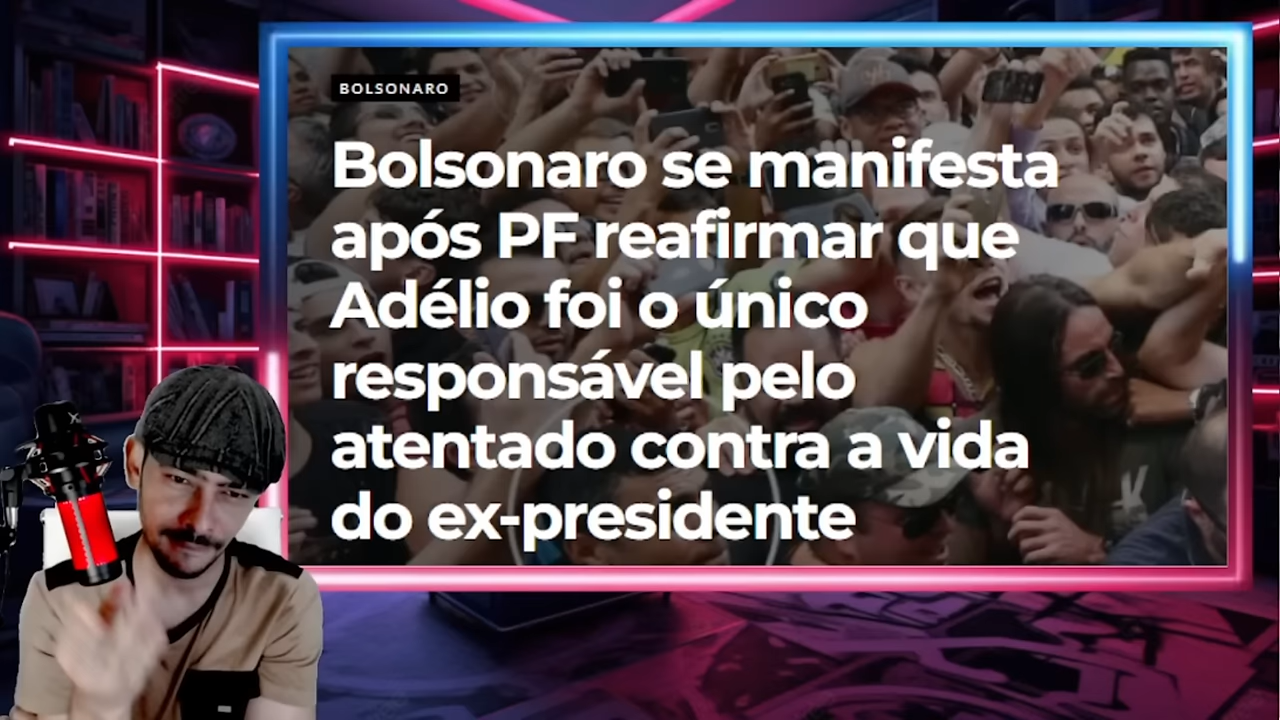 BOLSONARO
Bolsonaro se manifesta
após PF reafirmar que
Adélio foi o único
responsável pelo
atentado contra a vida
do ex-presidente